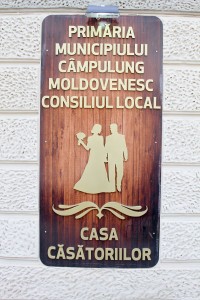 PRIMĂRIA
MUNICIPIULUI
CÂMPULUNG
MOLDOVENESC
CONSILIUL LOCAL
CASA
CĂSĂTORIILOR